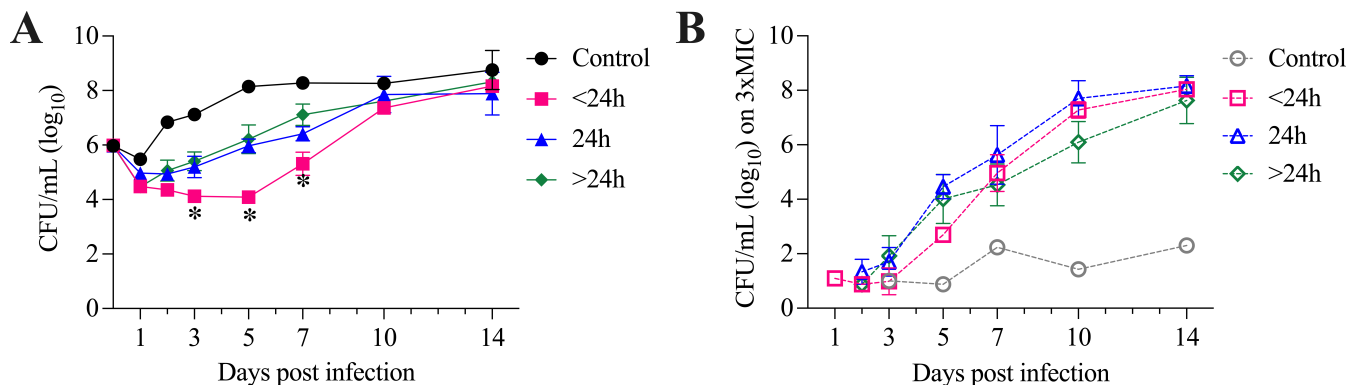 A
CFU/mL (log10)
10
8
6
4
2
0
*
*
*
1
3
5
7
10
14
Days post infection
Control
<24h
24h
>24h
B
CFU/mL (log10) on 3xMIC
10
8
6
4
2
0
1
3
5
7
10
14
Days post infection
Control
<24h
24h
>24h